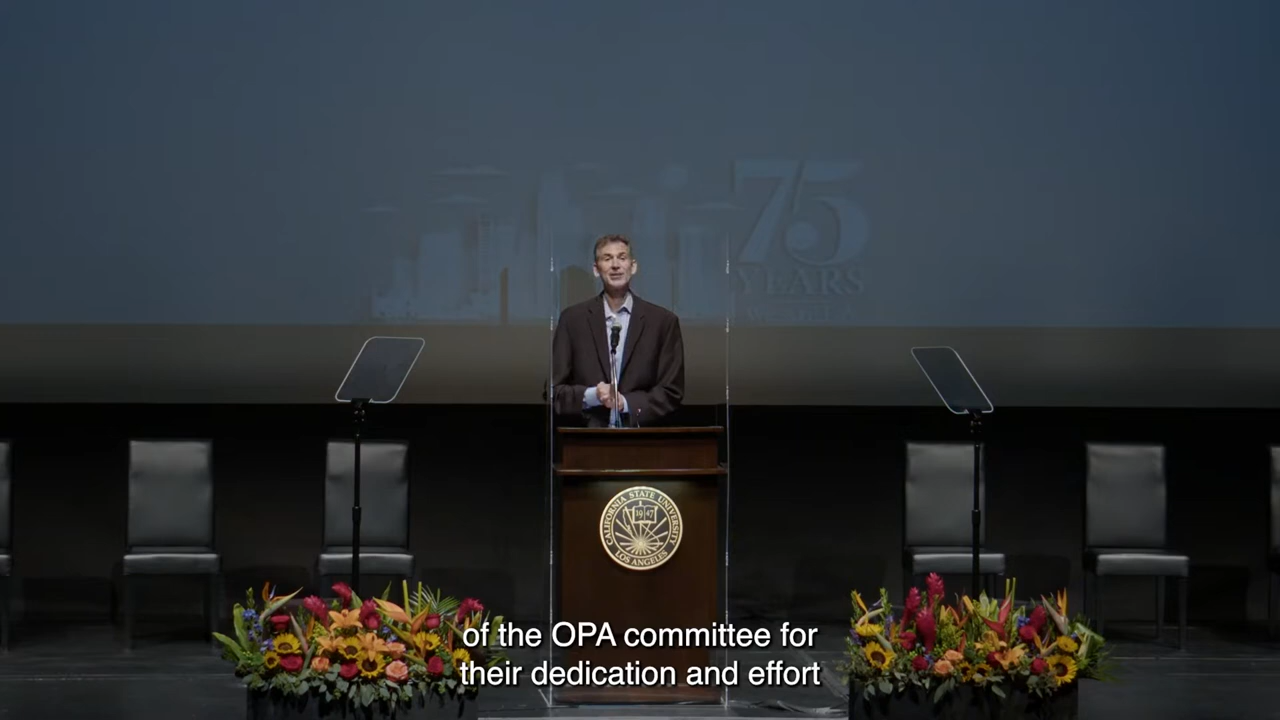 75
YEARS
CALIFORNIA STATE UNIVERSITY
1947
LOS ANGELES
of the OPA committee for
their dedication and effort